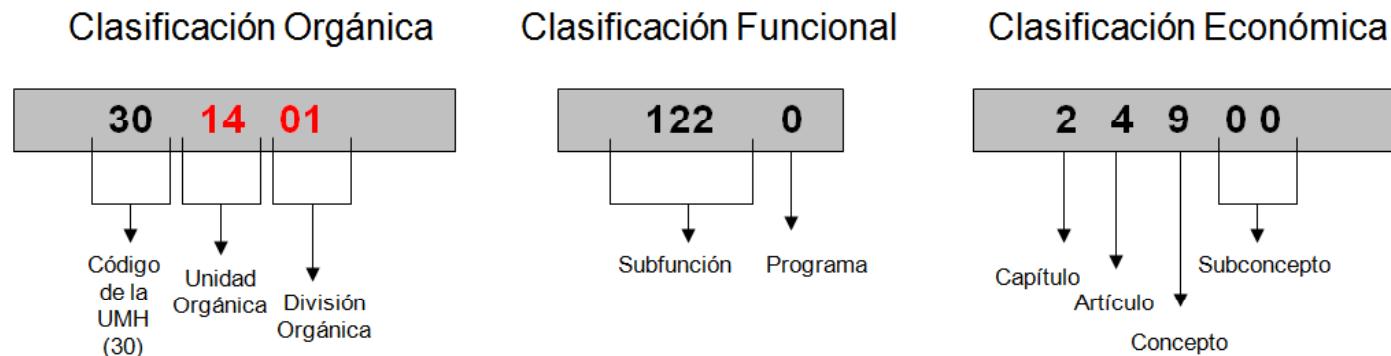 Clasificación Orgánica
30 14 01
Código
de la
UMH
(30)
Unidad
Orgánica
División
Orgánica
Clasificación Funcional
122 0
Subfunción
Programa
Clasificación Económica
2 4 9 0 0
Capítulo
Artículo
Concepto
Subconcepto